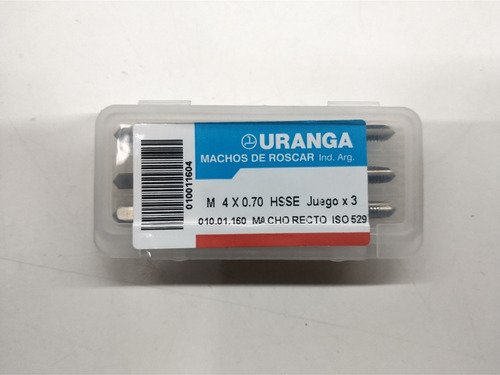 URANGA
MACHOS DE ROSCAR Ind. Arg.
M 4 X 0.70 HSSE Juego x 3
010.01.160 MACHO RECTO ISO 529
010011604